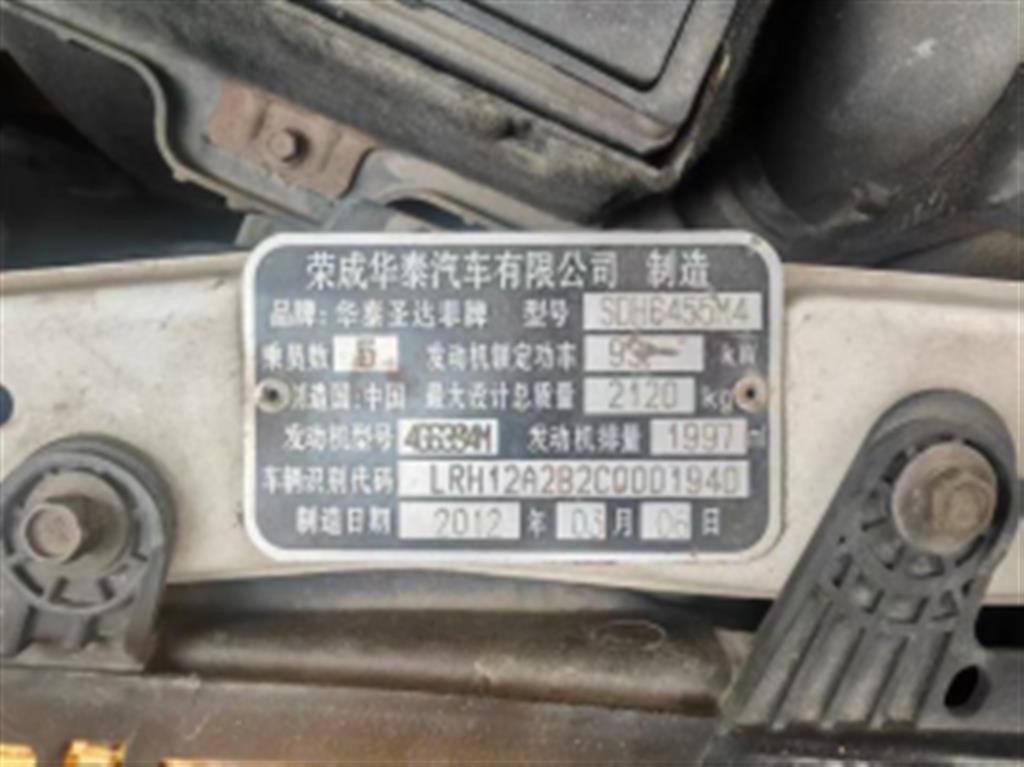 荣成华泰汽车有限公司 制造
品牌:华泰圣达菲牌 型号 SDH6455M4
乘员数 5 发动机额定功率 kW
制造国:中国 最大设计总质量 2120 kg
发动机型号 4G63S4M 发动机排量 1997 ml
车辆识别代码 LRH12A2B2C0001940
制造日期 2012 年 03 月 06 日